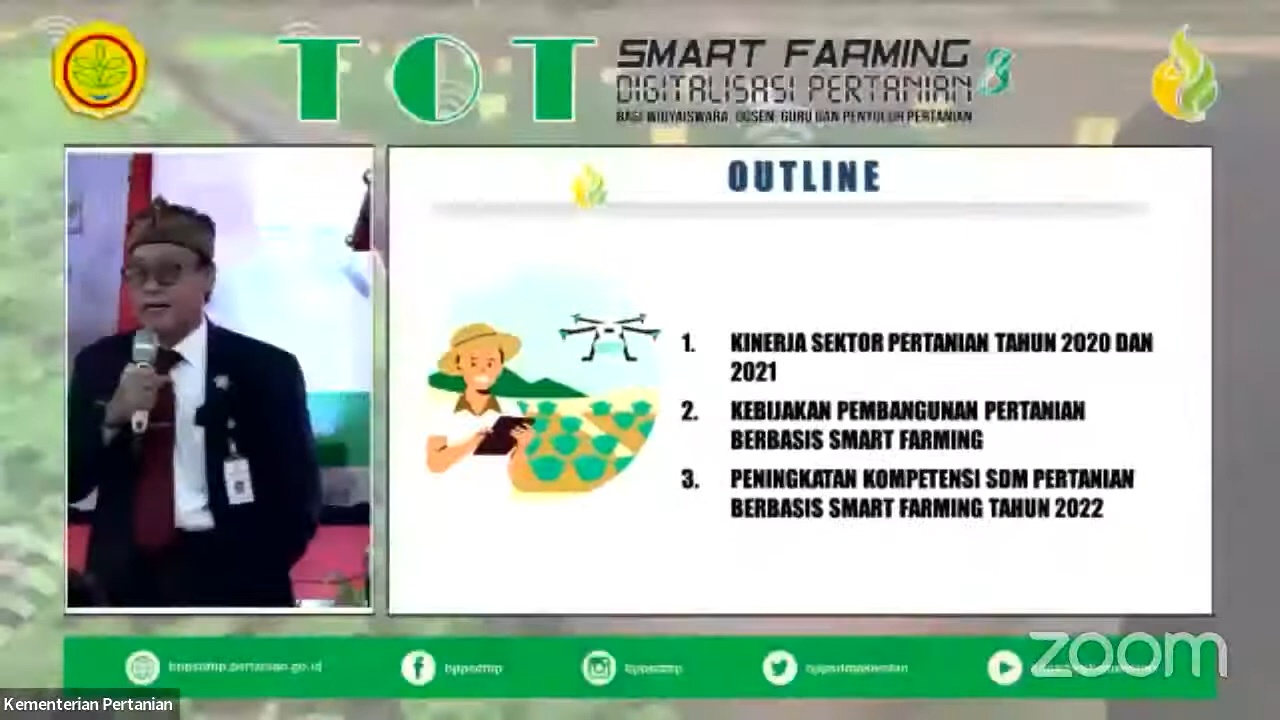 TOT
SMART FARMING
DIGITALISASI PERTANIAN 3
BAGI WIDYAISWARA, DOSEN, GURU DAN PENYULUH PERTANIAN
OUTLINE
1. KINERJA SEKTOR PERTANIAN TAHUN 2020 DAN
2021
2. KEBIJAKAN PEMBANGUNAN PERTANIAN
BERBASIS SMART FARMING
3. PENINGKATAN KOMPETENSI SDM PERTANIAN
BERBASIS SMART FARMING TAHUN 2022
bppsdmp.pertanian.go.id
bppsdmp
bppsdmp
bppsdmpkementan
zoom
Kementerian Pertanian